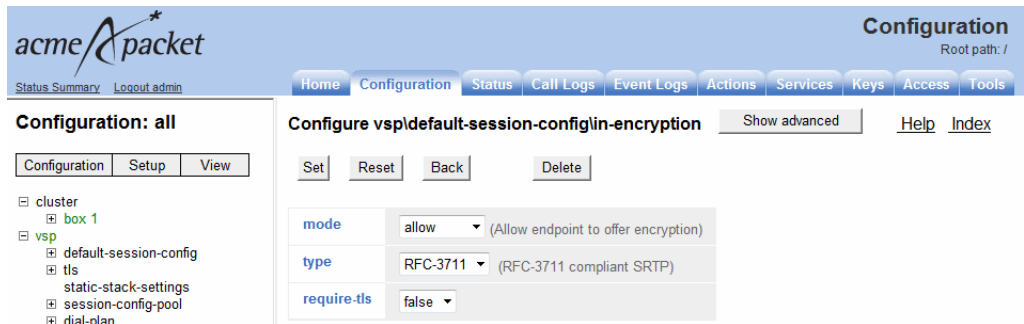 acme packet
Configuration
Root path: /
Status Summary Logout admin
Home Configuration Status Call Logs Event Logs Actions Services Keys Access Tools
Configuration: all
Configure vsp\default-session-config\in-encryption Show advanced Help Index
Configuration Setup View
Set Reset Back Delete
cluster
box 1
vsp
default-session-config
tls
static-stack-settings
session-config-pool
dial-plan
mode allow (Allow endpoint to offer encryption)
type RFC-3711 (RFC-3711 compliant SRTP)
require-tls false